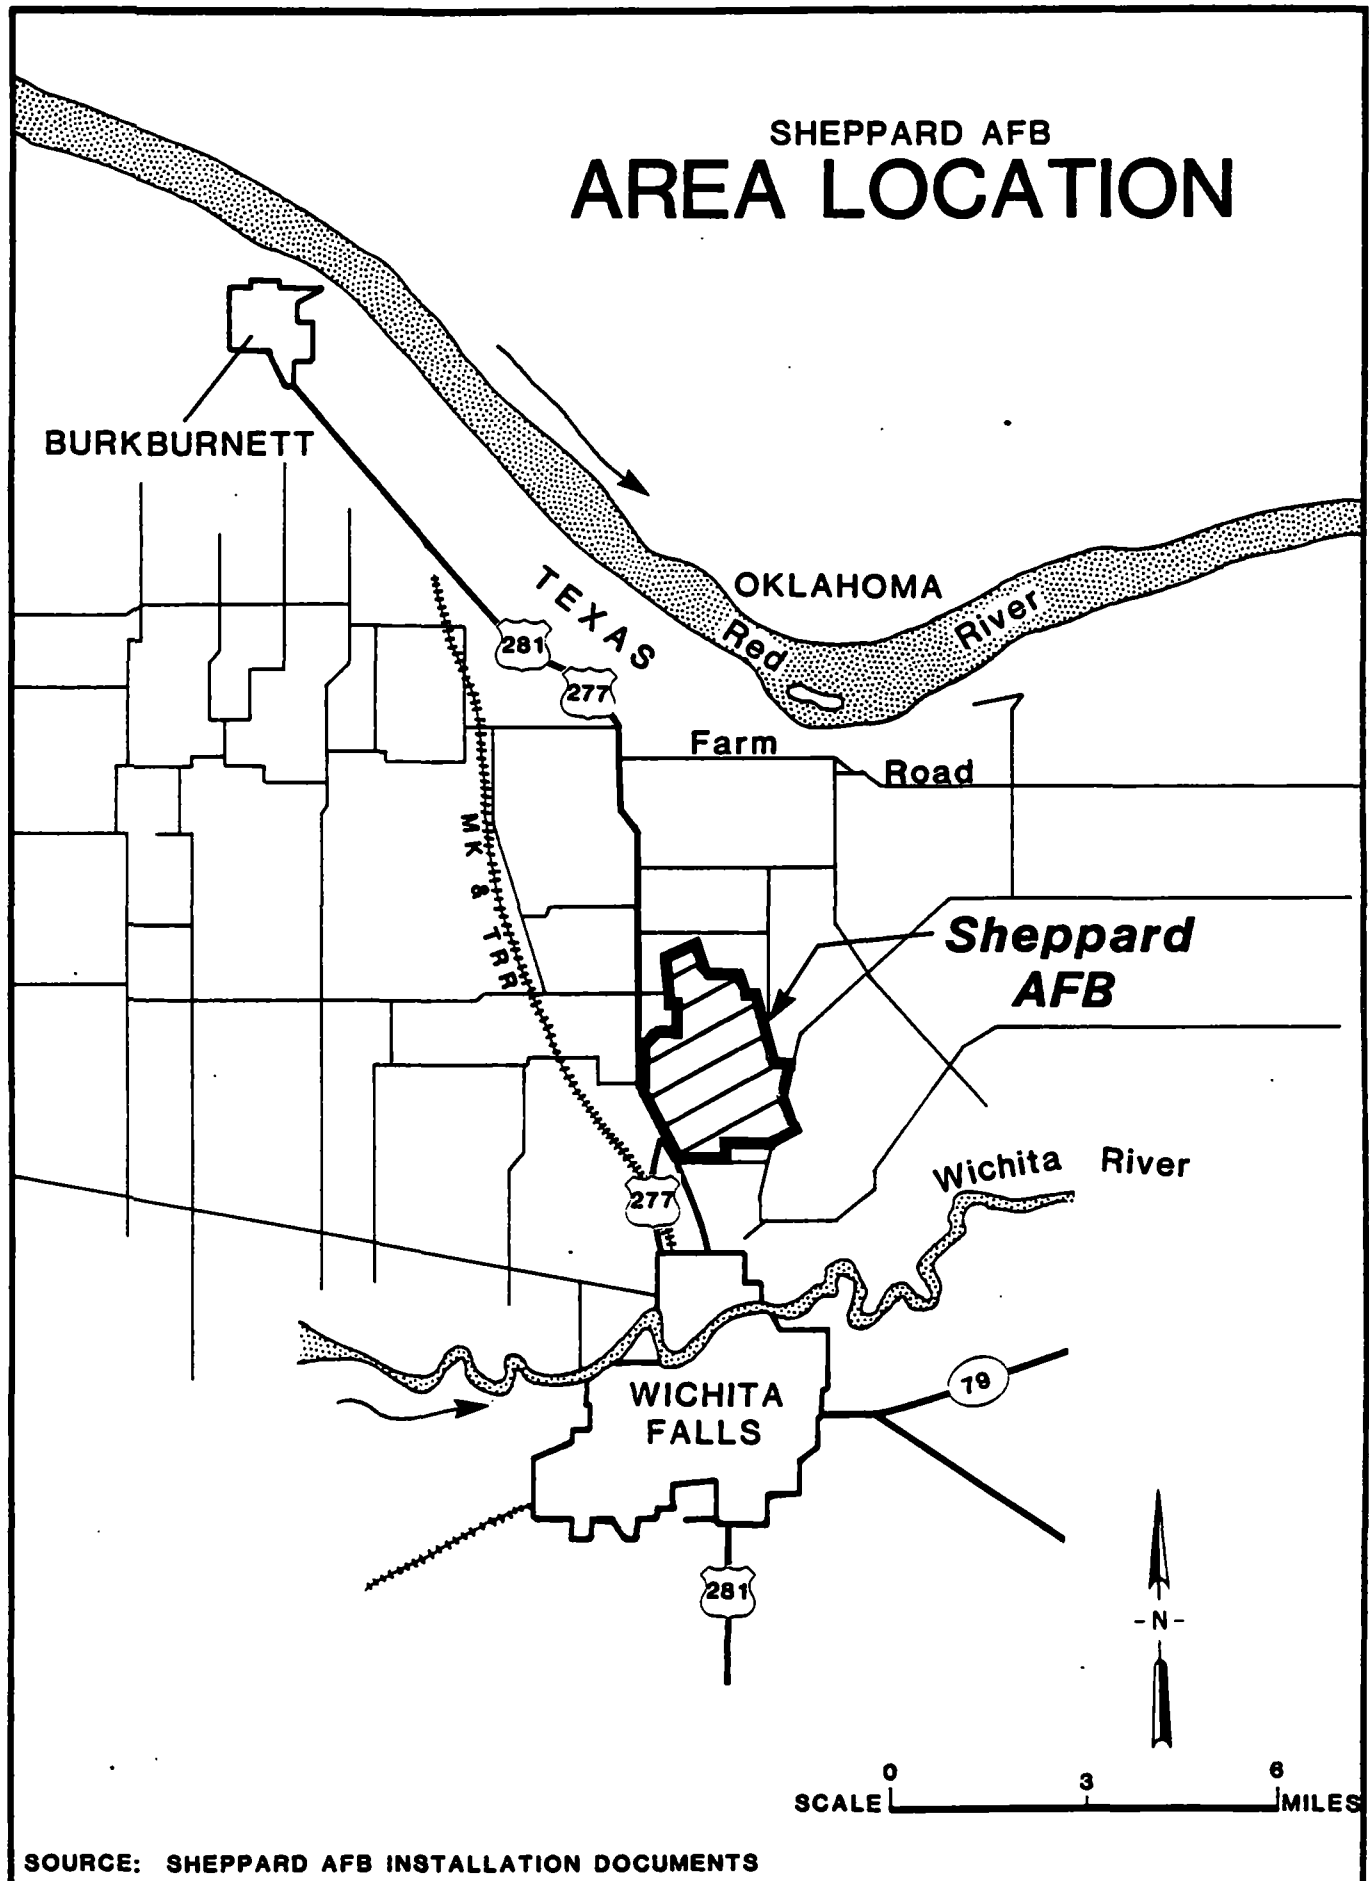 SHEPPARD AFB
AREA LOCATION
BURKBURNETT
OKLAHOMA
TEXAS
Red River
281
277
Farm Road
MK & TRR
Sheppard
AFB
Wichita River
277
WICHITA
FALLS
79
281
-N-
0 3 6
SCALE MILES
SOURCE: SHEPPARD AFB INSTALLATION DOCUMENTS